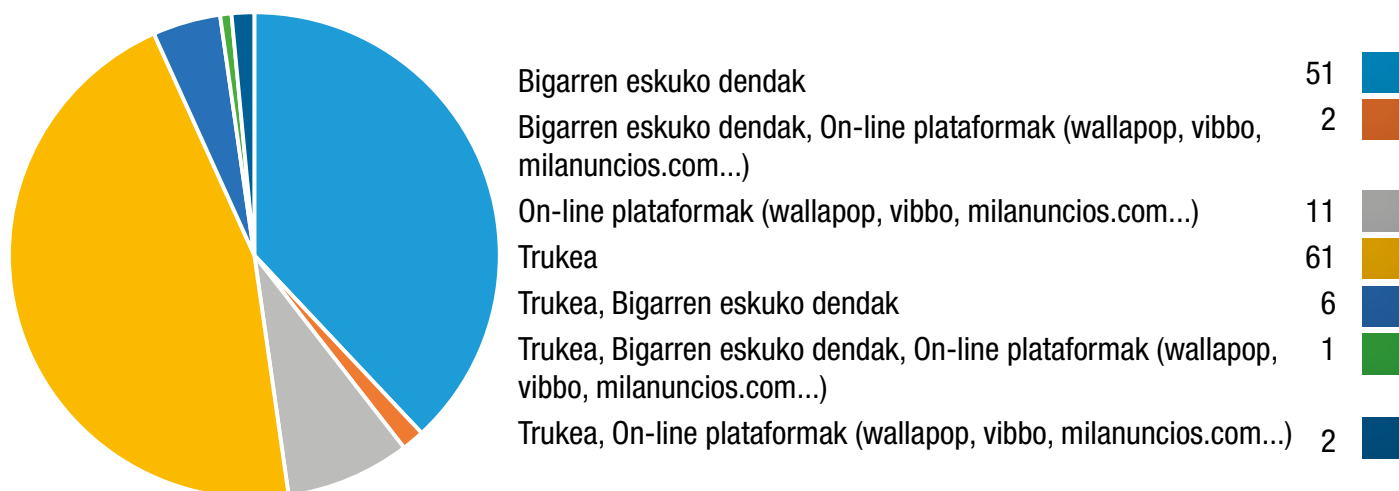 Bigarren eskuko dendak 51
Bigarren eskuko dendak, On-line plataformak (wallapop, vibbo, 2
milanuncios.com...)
On-line plataformak (wallapop, vibbo, milanuncios.com...) 11
Trukea 61
Trukea, Bigarren eskuko dendak 6
Trukea, Bigarren eskuko dendak, On-line plataformak (wallapop, 1
vibbo, milanuncios.com...)
Trukea, On-line plataformak (wallapop, vibbo, milanuncios.com...) 2